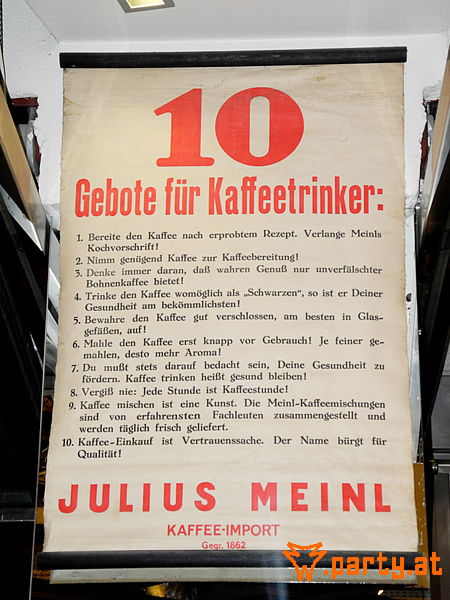 10
Gebote für Kaffeetrinker:
1. Bereite den Kaffee nach erprobtem Rezept. Verlange Meinls
Kochvorschrift!
2. Nimm genügend Kaffee zur Kaffeebereitung!
3. Denke immer daran, daß wahren Genuß nur unverfälschter
Bohnenkaffee bietet!
4. Trinke den Kaffee womöglich als „Schwarzen“, so ist er Deiner
Gesundheit am bekömmlichsten!
5. Bewahre den Kaffee gut verschlossen, am besten in Glas-
gefäßen, auf!
6. Mahle den Kaffee erst knapp vor Gebrauch! Je feiner ge-
mahlen, desto mehr Aroma!
7. Du mußt stets darauf bedacht sein, Deine Gesundheit zu
fördern. Kaffee trinken heißt gesund bleiben!
8. Vergiß nie: Jede Stunde ist Kaffeestunde!
9. Kaffee mischen ist eine Kunst. Die Meinl-Kaffeemischungen
sind von erfahrensten Fachleuten zusammengestellt und
werden täglich frisch geliefert.
10. Kaffee-Einkauf ist Vertrauenssache. Der Name bürgt für
Qualität!
JULIUS MEINL
KAFFEE-IMPORT
Gegr. 1862
w.party.at